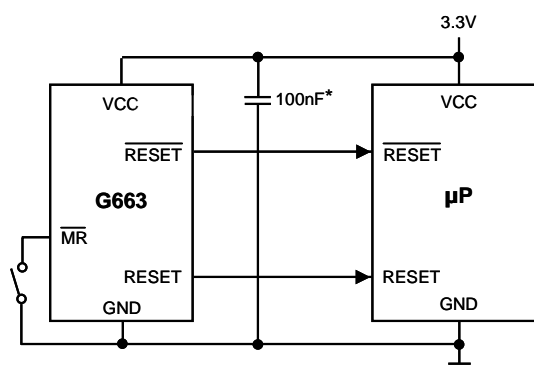 3.3V
VCC
100nF*
VCC
RESET
RESET
G663
µP
MR
RESET
RESET
GND
GND